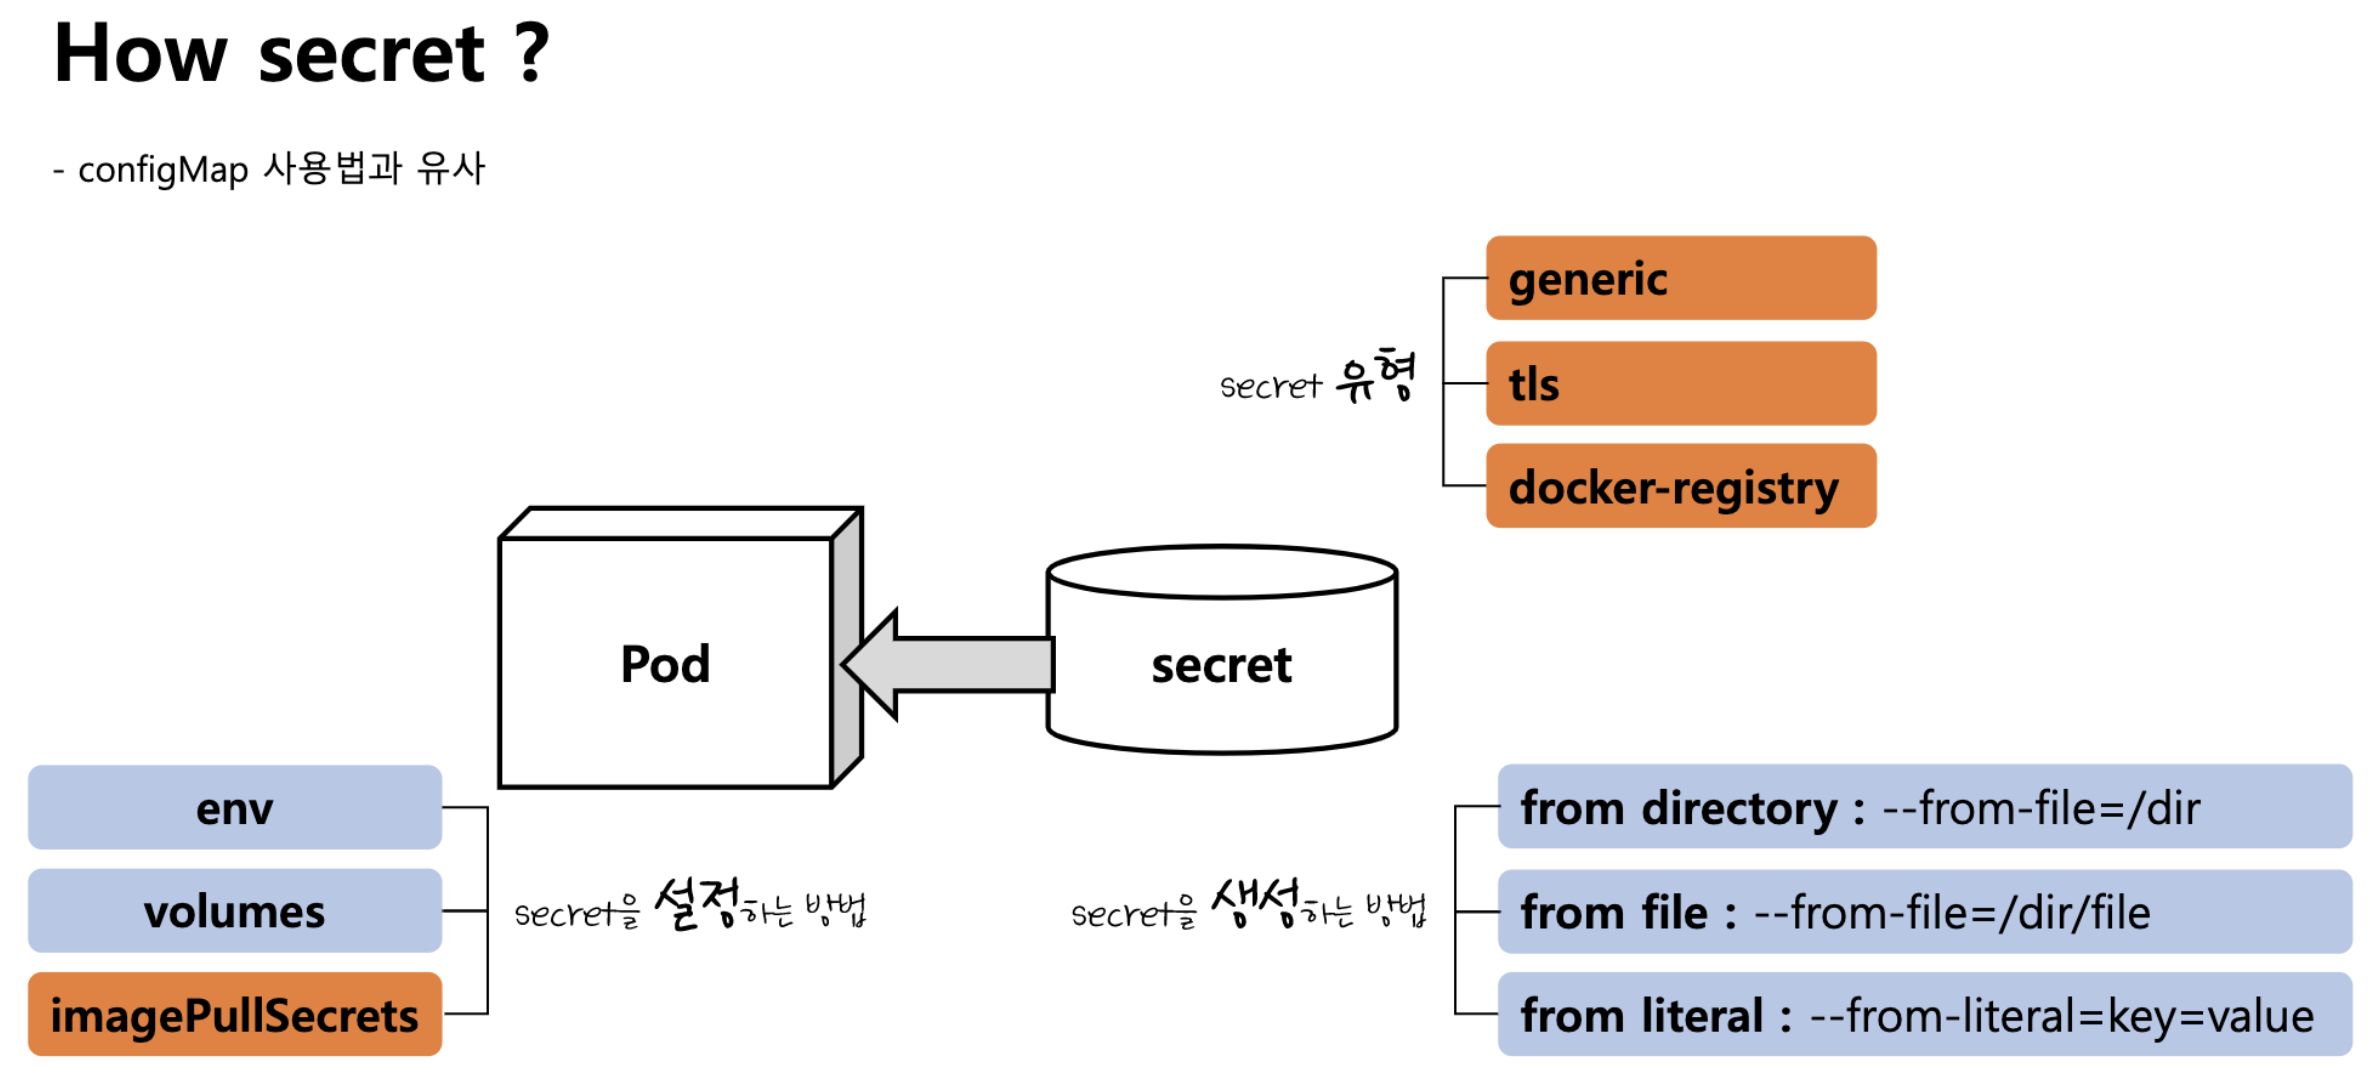 How secret ?
- configMap 사용법과 유사
secret 유형
generic
tls
docker-registry
Pod
secret
env
volumes
imagePullSecrets
secret을 설정하는 방법
secret을 생성하는 방법
from directory : --from-file=/dir
from file : --from-file=/dir/file
from literal : --from-literal=key=value